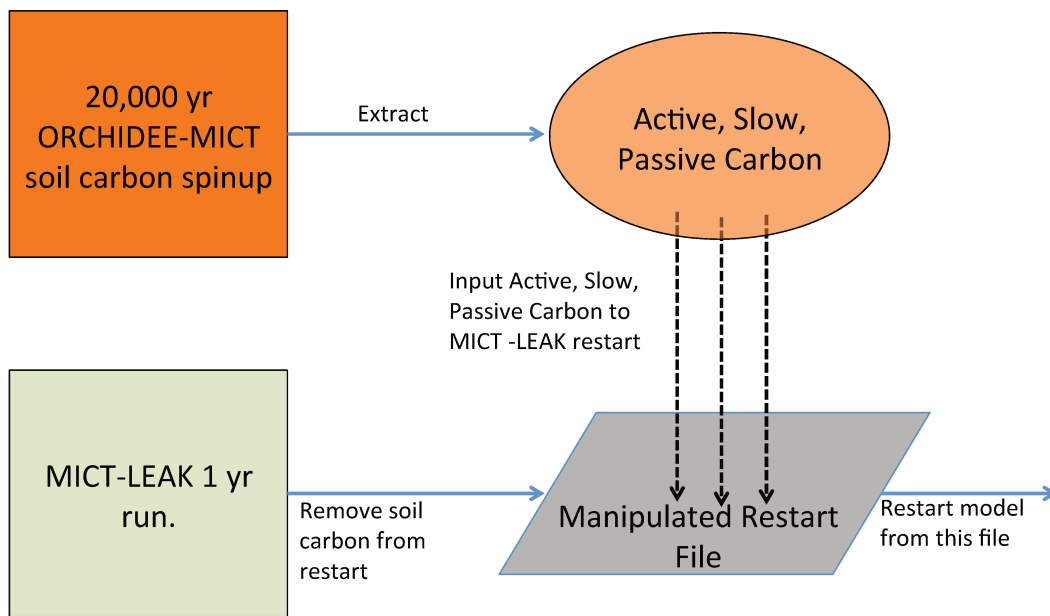 20,000 yr
ORCHIDEE-MICT
soil carbon spinup
Extract
Active, Slow,
Passive Carbon
Input Active, Slow,
Passive Carbon to
MICT -LEAK restart
MICT-LEAK 1 yr
run.
Remove soil
carbon from
restart
Manipulated Restart
File
Restart model
from this file